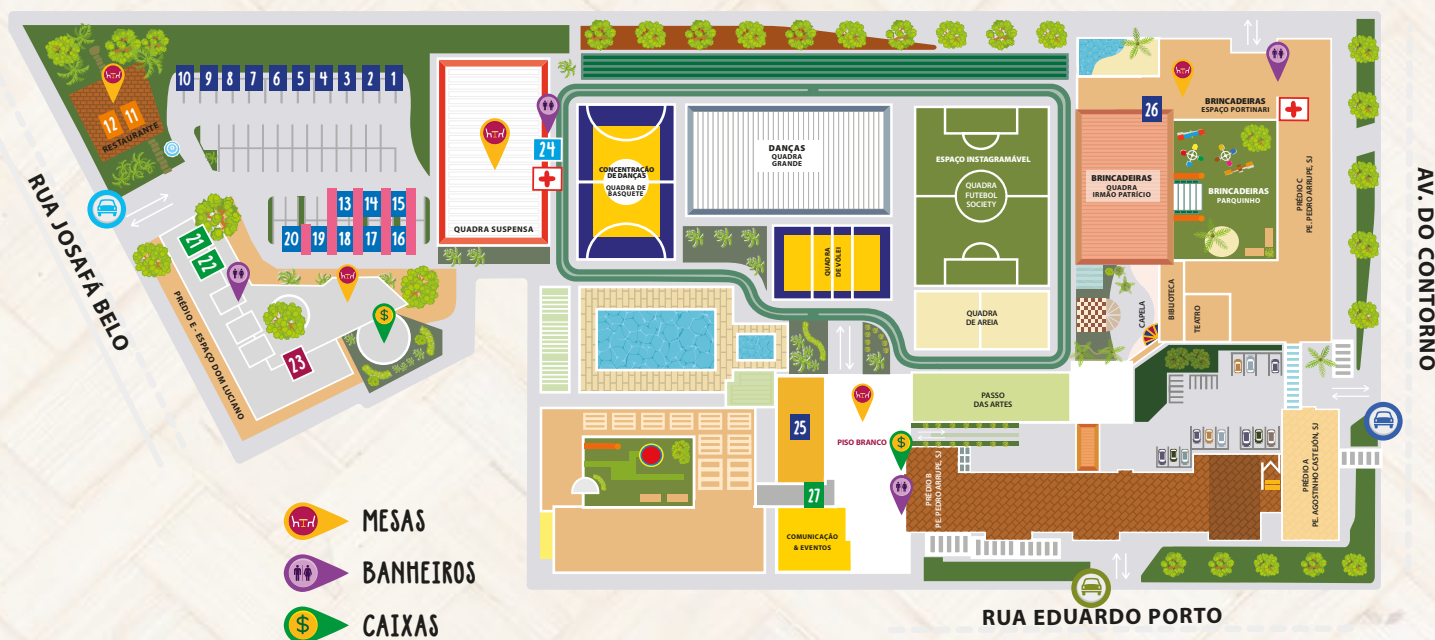 10 9 8 7 6 5 4 3 2 1
12 11
RESTAURANTE
RUA JOSAFÁ BELO
13 14 15
20 19 18 17 16
21
22
23
PRÉDIO E - ESPAÇO DOM LUCIANO
QUADRA SUSPENSA
24
CONCENTRAÇÃO
DE DANÇAS
QUADRA DE
BASQUETE
DANÇAS
QUADRA
GRANDE
QUADRA
DE VÔLEI
ESPAÇO INSTAGRAMÁVEL
QUADRA
FUTEBOL
SOCIETY
QUADRA
DE AREIA
26
BRINCADEIRAS
ESPAÇO PORTINARI
BRINCADEIRAS
QUADRA
IRMÃO PATRÍCIO
BRINCADEIRAS
PARQUINHO
PRÉDIO C
PE. PEDRO ARRUPE, SJ
CAPELA
BIBLIOTECA
TEATRO
AV. DO CONTORNO
PASSO
DAS ARTES
25
PISO BRANCO
$
$
27
COMUNICAÇÃO
& EVENTOS
PRÉDIO B
PE. PEDRO ARRUPE, SJ
PRÉDIO A
PE. AGOSTINHO CASTEJÓN, SJ
RUA EDUARDO PORTO
MESAS
BANHEIROS
$ CAIXAS